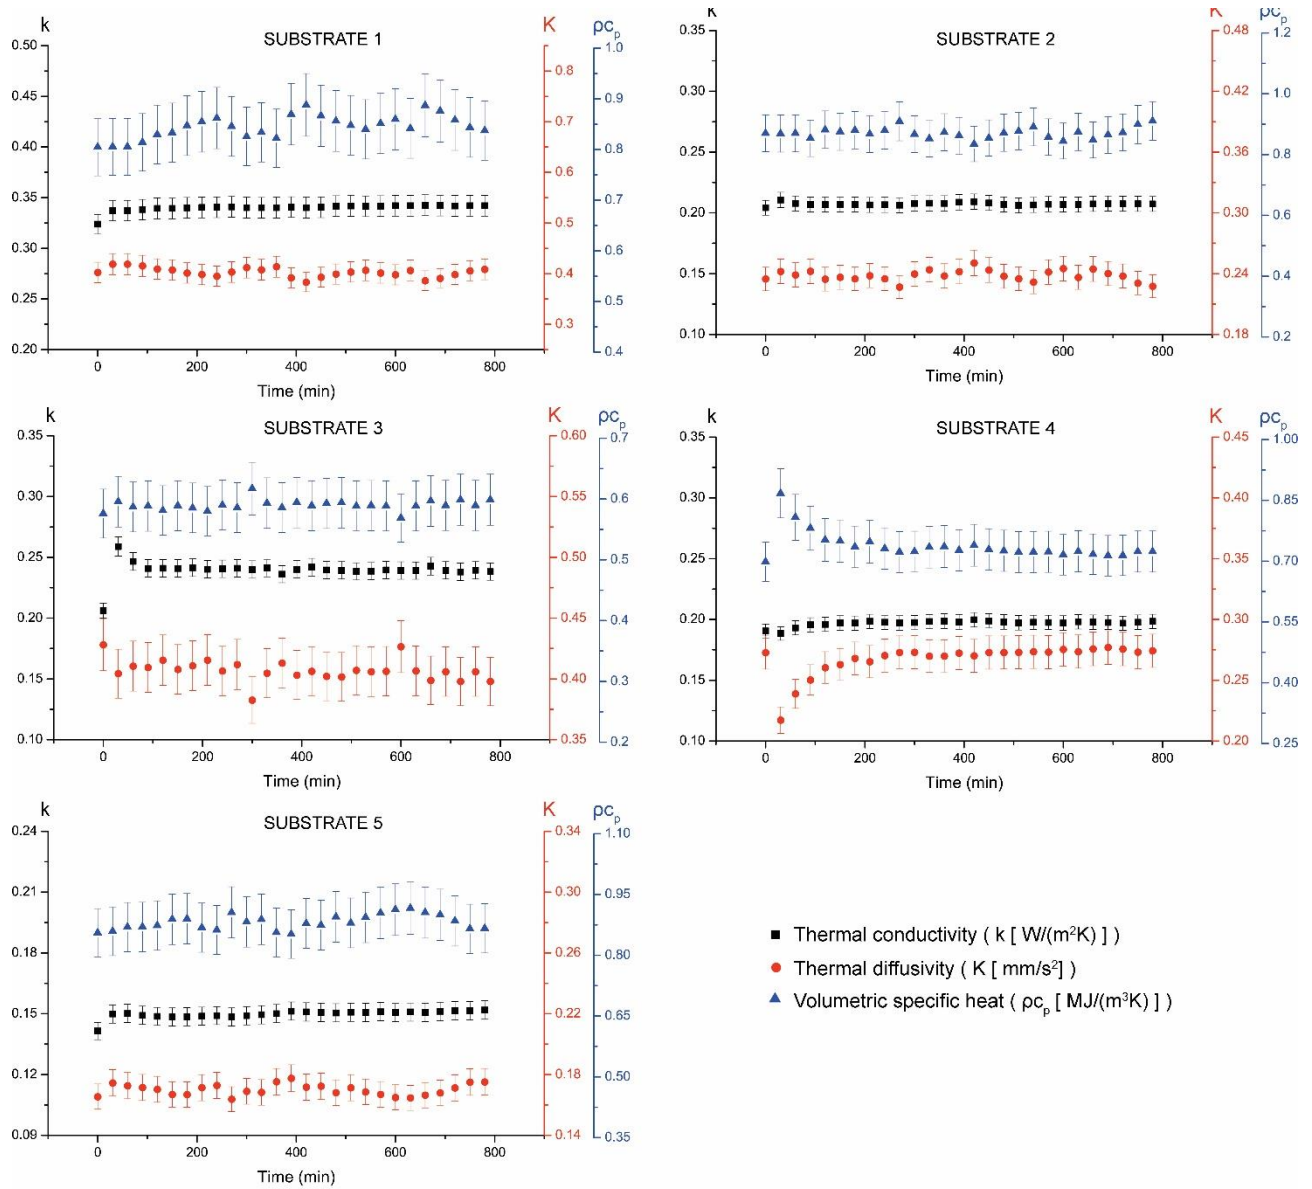 k
K
ρcₚ
SUBSTRATE 1
0.50
0.45
0.40
0.35
0.30
0.25
0.20
0.8
0.7
0.6
0.5
0.4
0.3
1.0
0.9
0.8
0.7
0.6
0.5
0.4
0 200 400 600 800
Time (min)
k
K
ρcₚ
SUBSTRATE 2
0.35
0.30
0.25
0.20
0.15
0.10
0.48
0.42
0.36
0.30
0.24
0.18
1.2
1.0
0.8
0.6
0.4
0.2
0 200 400 600 800
Time (min)
k
K
ρcₚ
SUBSTRATE 3
0.35
0.30
0.25
0.20
0.15
0.10
0.60
0.55
0.50
0.45
0.40
0.35
0.7
0.6
0.5
0.4
0.3
0.2
0 200 400 600 800
Time (min)
k
K
ρcₚ
SUBSTRATE 4
0.35
0.30
0.25
0.20
0.15
0.10
0.45
0.40
0.35
0.30
0.25
0.20
1.00
0.85
0.70
0.55
0.40
0.25
0 200 400 600 800
Time (min)
k
K
ρcₚ
SUBSTRATE 5
0.24
0.21
0.18
0.15
0.12
0.09
0.34
0.30
0.26
0.22
0.18
0.14
1.10
0.95
0.80
0.65
0.50
0.35
0 200 400 600 800
Time (min)
Thermal conductivity ( k [ W/(m²K) ] )
Thermal diffusivity ( K [ mm/s²] )
Volumetric specific heat ( ρcₚ [ MJ/(m³K) ] )